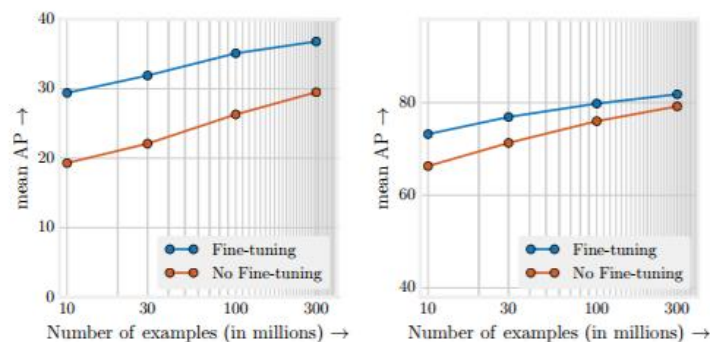 40
30
20
10
0
mean AP →
Fine-tuning
No Fine-tuning
10 30 100 300
Number of examples (in millions) →
80
60
40
mean AP →
Fine-tuning
No Fine-tuning
10 30 100 300
Number of examples (in millions) →